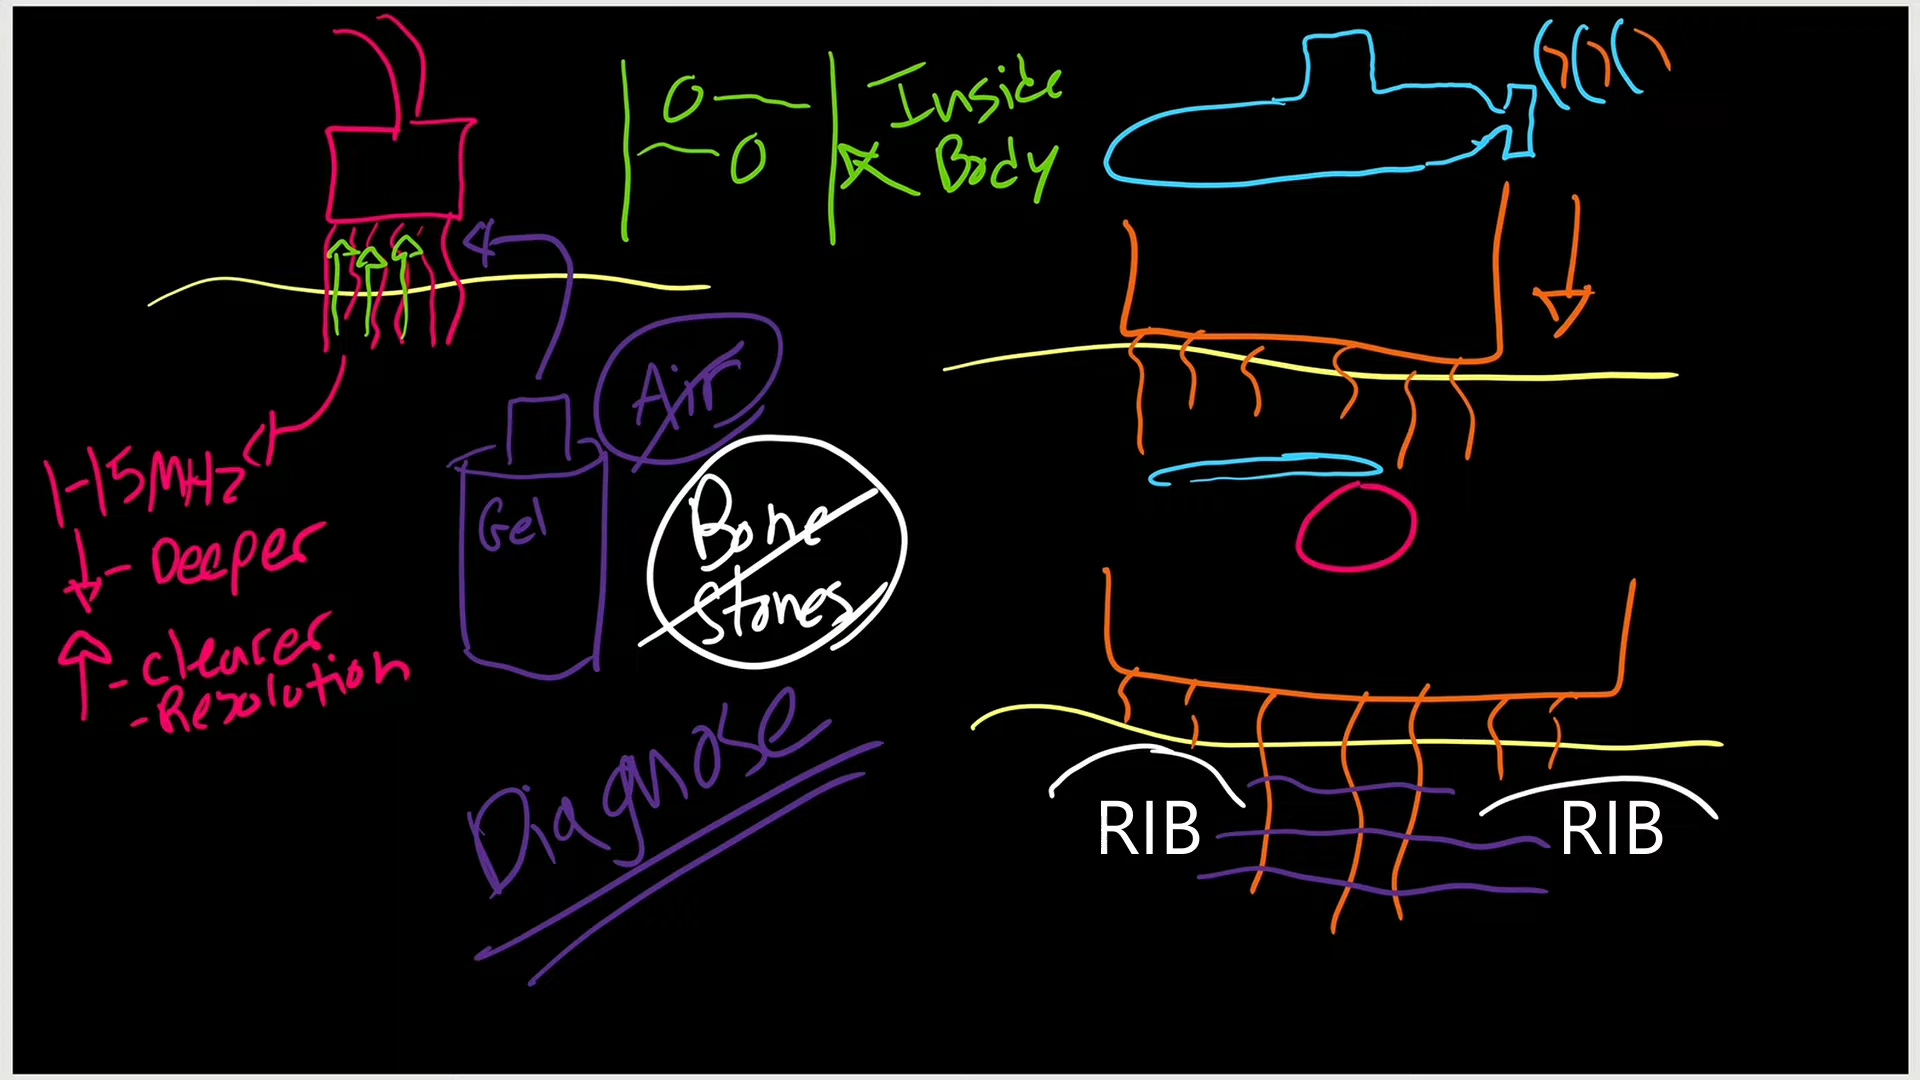 Inside
Body
Air
1-15MHz
- Deeper
- clearer
- Resolution
Gel
Bone
Stones
Diagnose
RIB
RIB